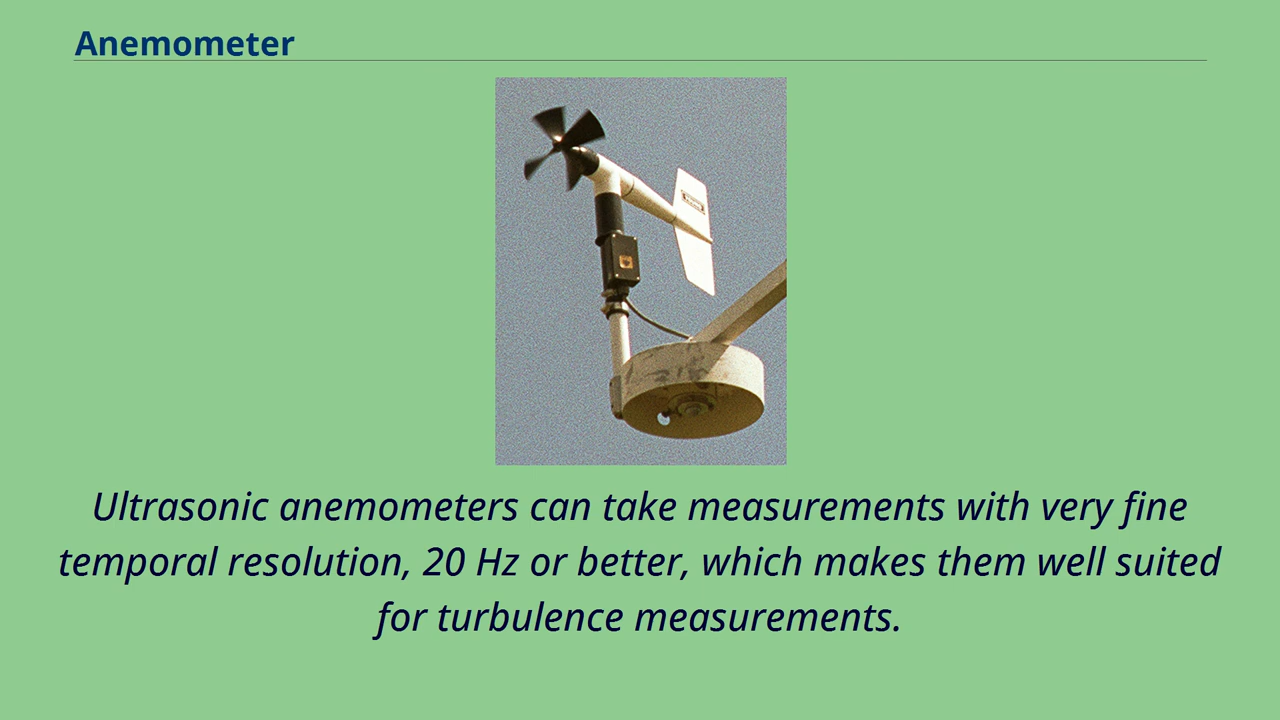 Anemometer
Ultrasonic anemometers can take measurements with very fine
temporal resolution, 20 Hz or better, which makes them well suited
for turbulence measurements.